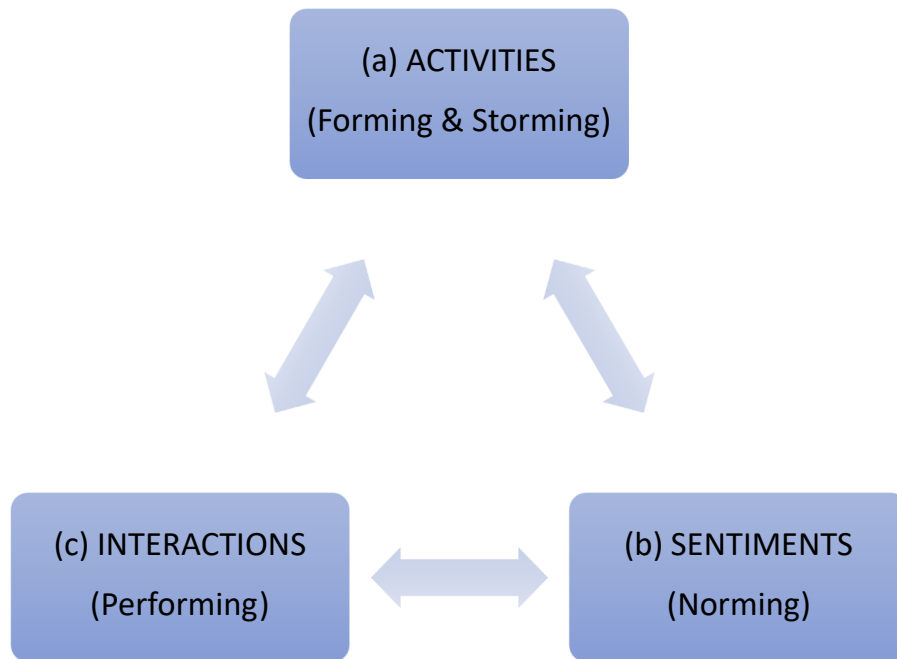 (a) ACTIVITIES
(Forming & Storming)
(c) INTERACTIONS
(Performing)
(b) SENTIMENTS
(Norming)